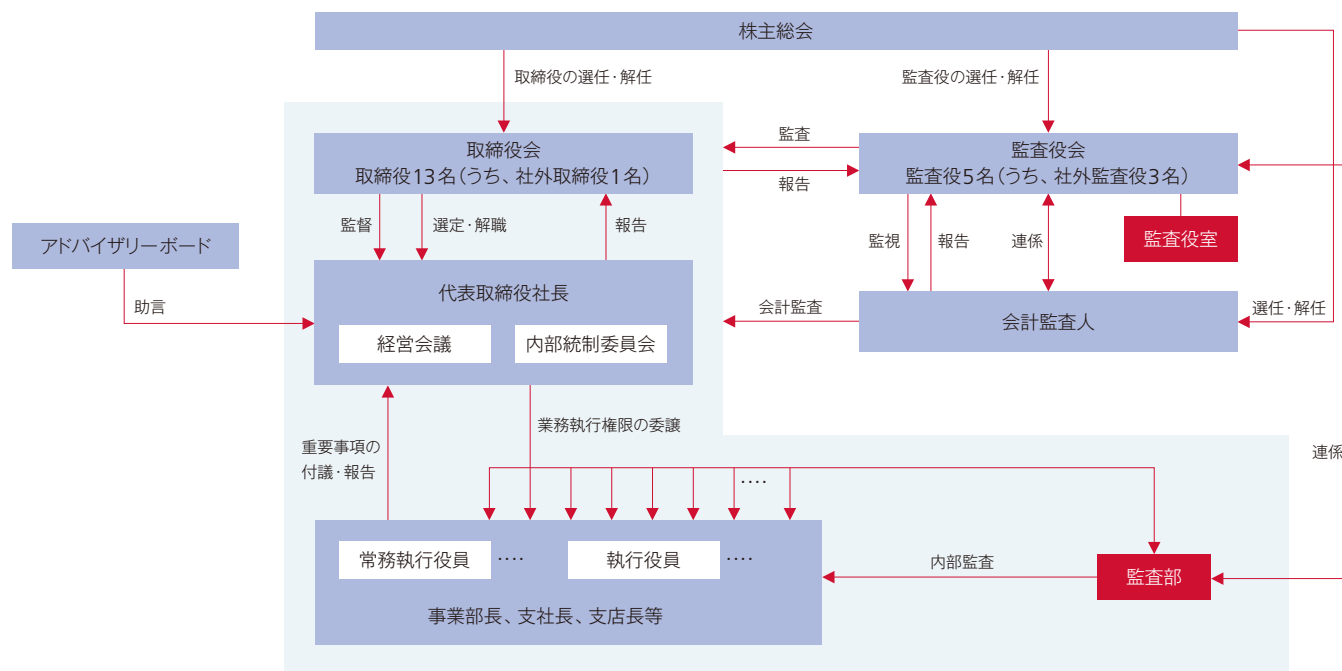 株主総会
取締役の選任・解任
監査役の選任・解任
取締役会
取締役13名（うち、社外取締役1名）
監査
報告
監査役会
監査役5名（うち、社外監査役3名）
監督
選定・解職
報告
監視
報告
連係
監査役室
アドバイザリーボード
助言
代表取締役社長
経営会議
内部統制委員会
会計監査
会計監査人
選任・解任
重要事項の
付議・報告
業務執行権限の委譲
連係
‥‥
常務執行役員
‥‥
執行役員
‥‥
事業部長、支社長、支店長等
内部監査
監査部